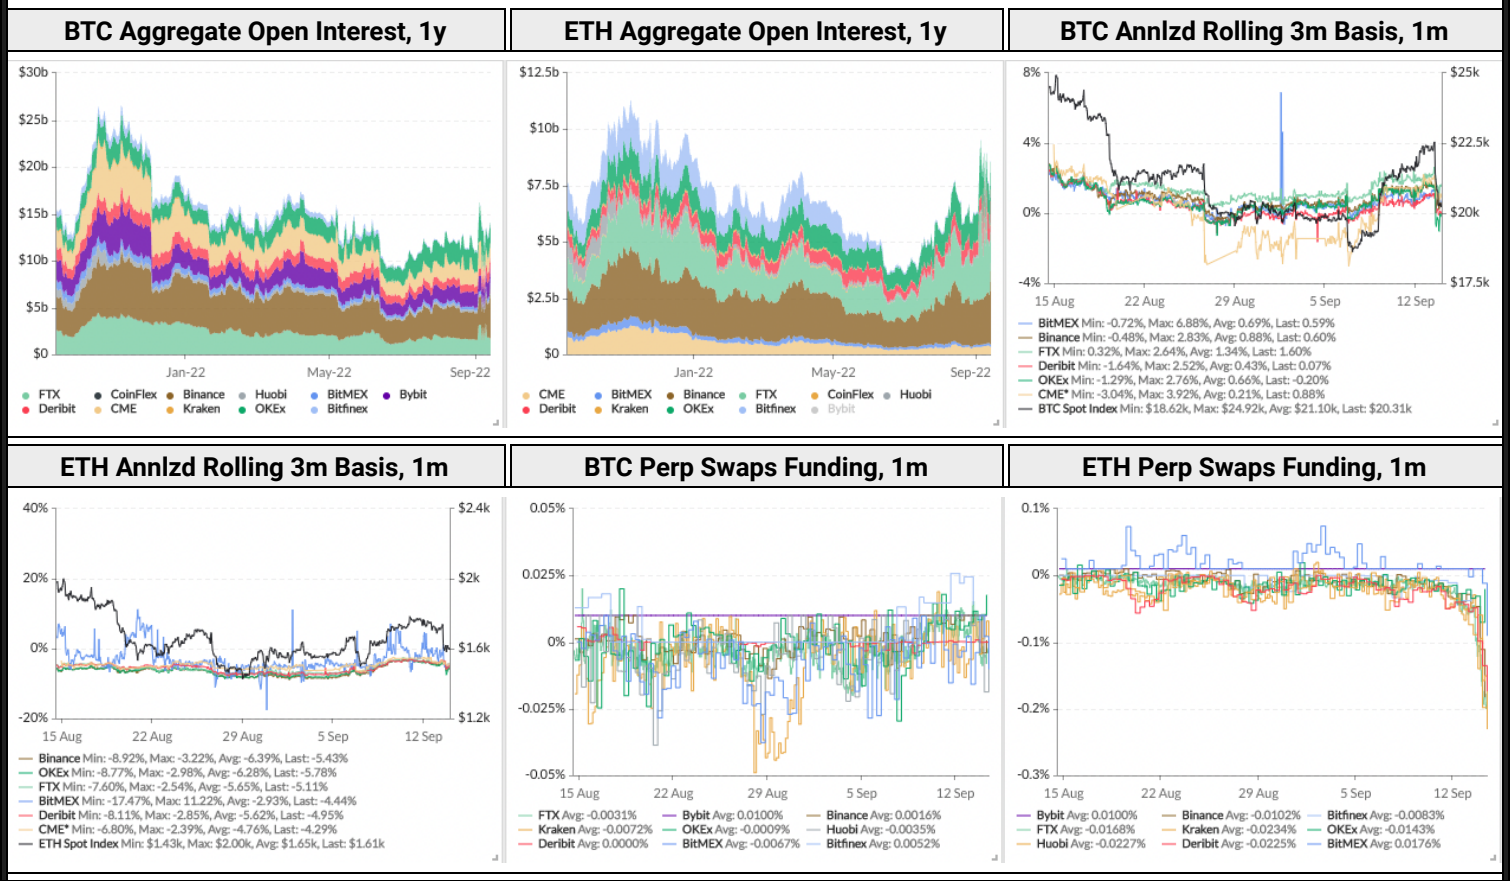 BTC Aggregate Open Interest, 1y
$30b
$25b
$20b
$15b
$10b
$5b
$0
Jan-22 May-22 Sep-22
FTX CoinFlex Binance Huobi BitMEX Bybit
Deribit CME Kraken OKEx Bitfinex
ETH Aggregate Open Interest, 1y
$12.5b
$10b
$7.5b
$5b
$2.5b
$0
Jan-22 May-22 Sep-22
CME BitMEX Binance FTX CoinFlex Huobi
Deribit Kraken OKEx Bitfinex Bybit
BTC Annlzd Rolling 3m Basis, 1m
8% $25k
4% $22.5k
0% $20k
-4% $17.5k
15 Aug 22 Aug 29 Aug 5 Sep 12 Sep
BitMEX Min: -0.72%, Max: 6.88%, Avg: 0.69%, Last: 0.59%
Binance Min: -0.48%, Max: 2.83%, Avg: 0.88%, Last: 0.60%
FTX Min: 0.32%, Max: 2.64%, Avg: 1.34%, Last: 1.60%
Deribit Min: -1.64%, Max: 2.52%, Avg: 0.43%, Last: 0.07%
OKEx Min: -1.29%, Max: 2.76%, Avg: 0.66%, Last: -0.20%
CME* Min: -3.04%, Max: 3.92%, Avg: 0.21%, Last: 0.88%
BTC Spot Index Min: $18.62k, Max: $24.92k, Avg: $21.10k, Last: $20.31k
ETH Annlzd Rolling 3m Basis, 1m
40% $2.4k
20% $2k
0% $1.6k
-20% $1.2k
15 Aug 22 Aug 29 Aug 5 Sep 12 Sep
Binance Min: -8.92%, Max: -3.22%, Avg: -6.39%, Last: -5.43%
OKEx Min: -8.77%, Max: -2.98%, Avg: -6.28%, Last: -5.78%
FTX Min: -7.60%, Max: -2.54%, Avg: -5.65%, Last: -5.11%
BitMEX Min: -17.47%, Max: 11.22%, Avg: -2.93%, Last: -4.44%
Deribit Min: -8.11%, Max: -2.85%, Avg: -5.62%, Last: -4.95%
CME* Min: -6.80%, Max: -2.39%, Avg: -4.76%, Last: -4.29%
ETH Spot Index Min: $1.43k, Max: $2.00k, Avg: $1.65k, Last: $1.61k
BTC Perp Swaps Funding, 1m
0.05%
0.025%
0%
-0.025%
-0.05%
15 Aug 22 Aug 29 Aug 5 Sep 12 Sep
FTX Avg: -0.0031% Bybit Avg: 0.0100% Binance Avg: 0.0016%
Kraken Avg: -0.0072% OKEx Avg: -0.0009% Huobi Avg: -0.0035%
Deribit Avg: 0.0000% BitMEX Avg: -0.0067% Bitfinex Avg: 0.0052%
ETH Perp Swaps Funding, 1m
0.1%
0%
-0.1%
-0.2%
-0.3%
15 Aug 22 Aug 29 Aug 5 Sep 12 Sep
Bybit Avg: 0.0100% Binance Avg: -0.0102% Bitfinex Avg: -0.0083%
FTX Avg: -0.0168% Kraken Avg: -0.0234% OKEx Avg: -0.0143%
Huobi Avg: -0.0227% Deribit Avg: -0.0225% BitMEX Avg: 0.0176%